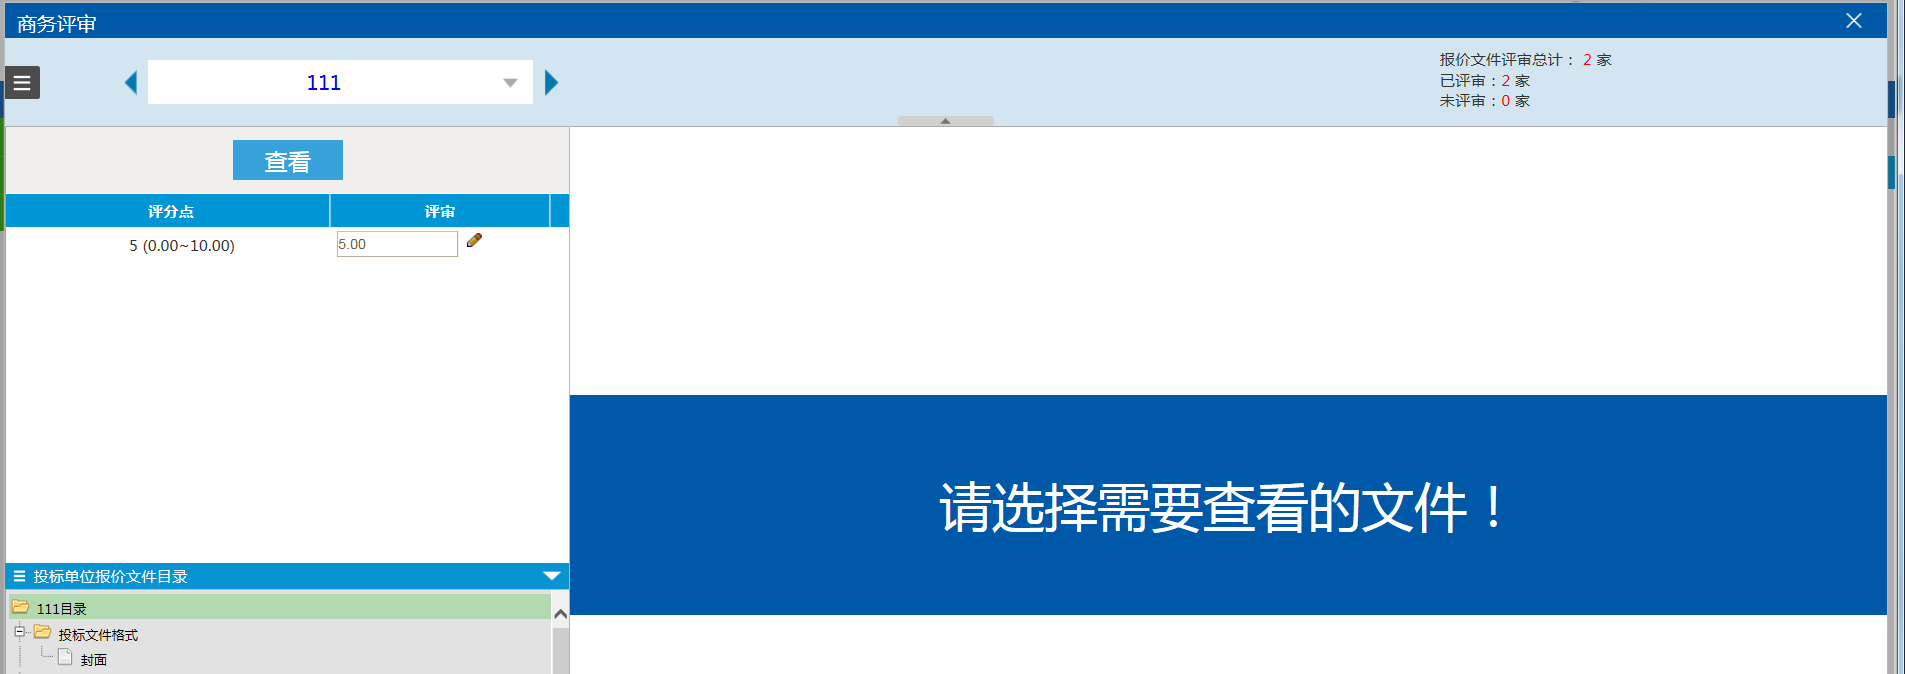 商务评审
111
报价文件评审总计： 2 家
已评审：2 家
未评审：0 家
查看
评分点 评审
5 (0.00~10.00) 5.00
请选择需要查看的文件！
投标单位报价文件目录
111目录
投标文件格式
封面